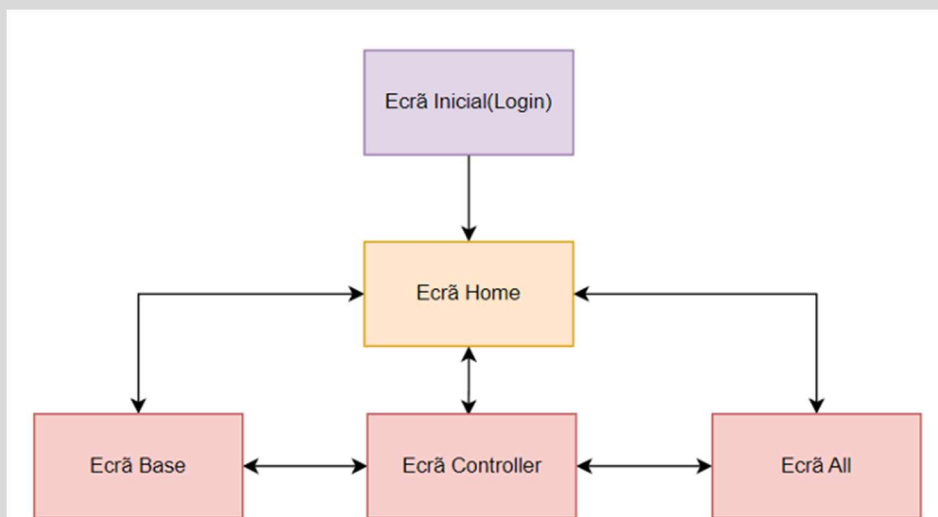 Ecrã Inicial(Login)
Ecrã Home
Ecrã Base
Ecrã Controller
Ecrã All